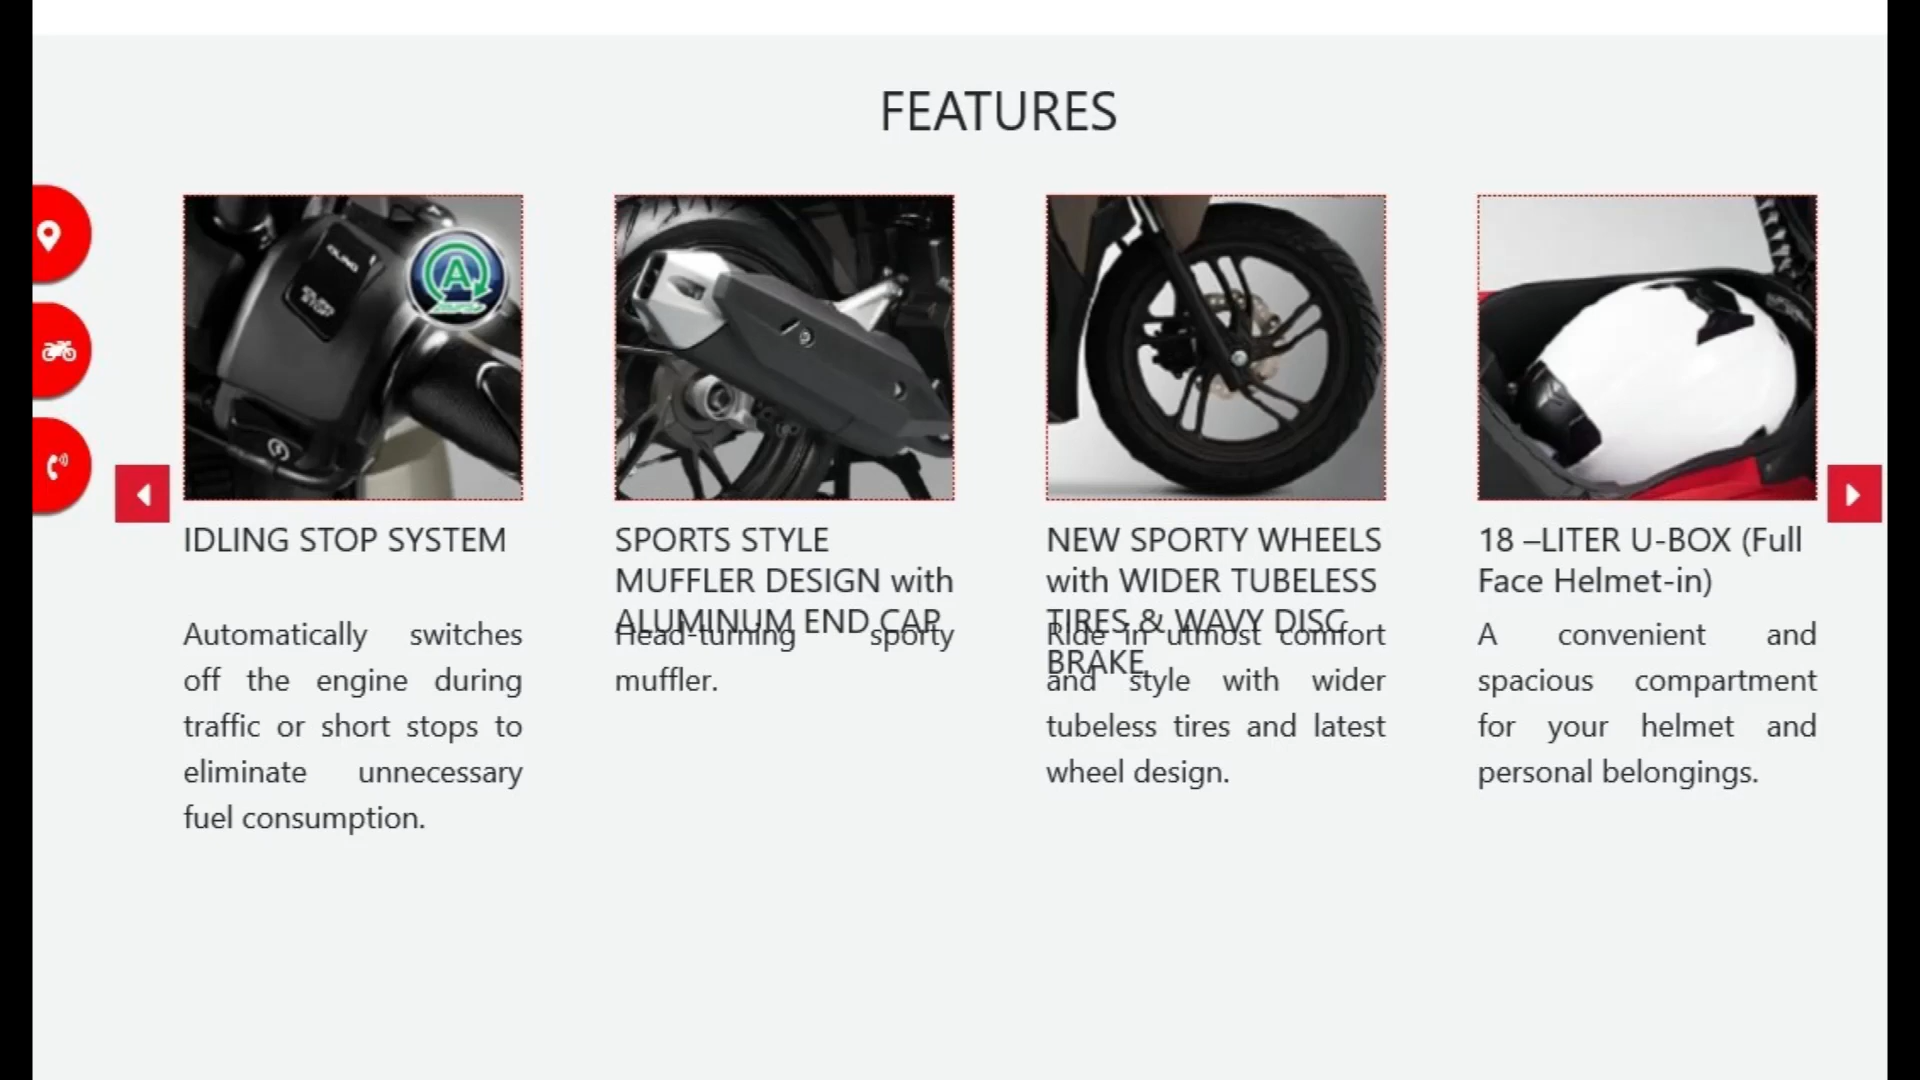 FEATURES
IDLING STOP SYSTEM
Automatically switches
off the engine during
traffic or short stops to
eliminate unnecessary
fuel consumption.
SPORTS STYLE
MUFFLER DESIGN with
ALUMINUM END CAP
Head-turning sporty
muffler.
NEW SPORTY WHEELS
with WIDER TUBELESS
TIRES & WAVY DISC
BRAKE
Ride in utmost comfort
and style with wider
tubeless tires and latest
wheel design.
18 –LITER U-BOX (Full
Face Helmet-in)
A convenient and
spacious compartment
for your helmet and
personal belongings.